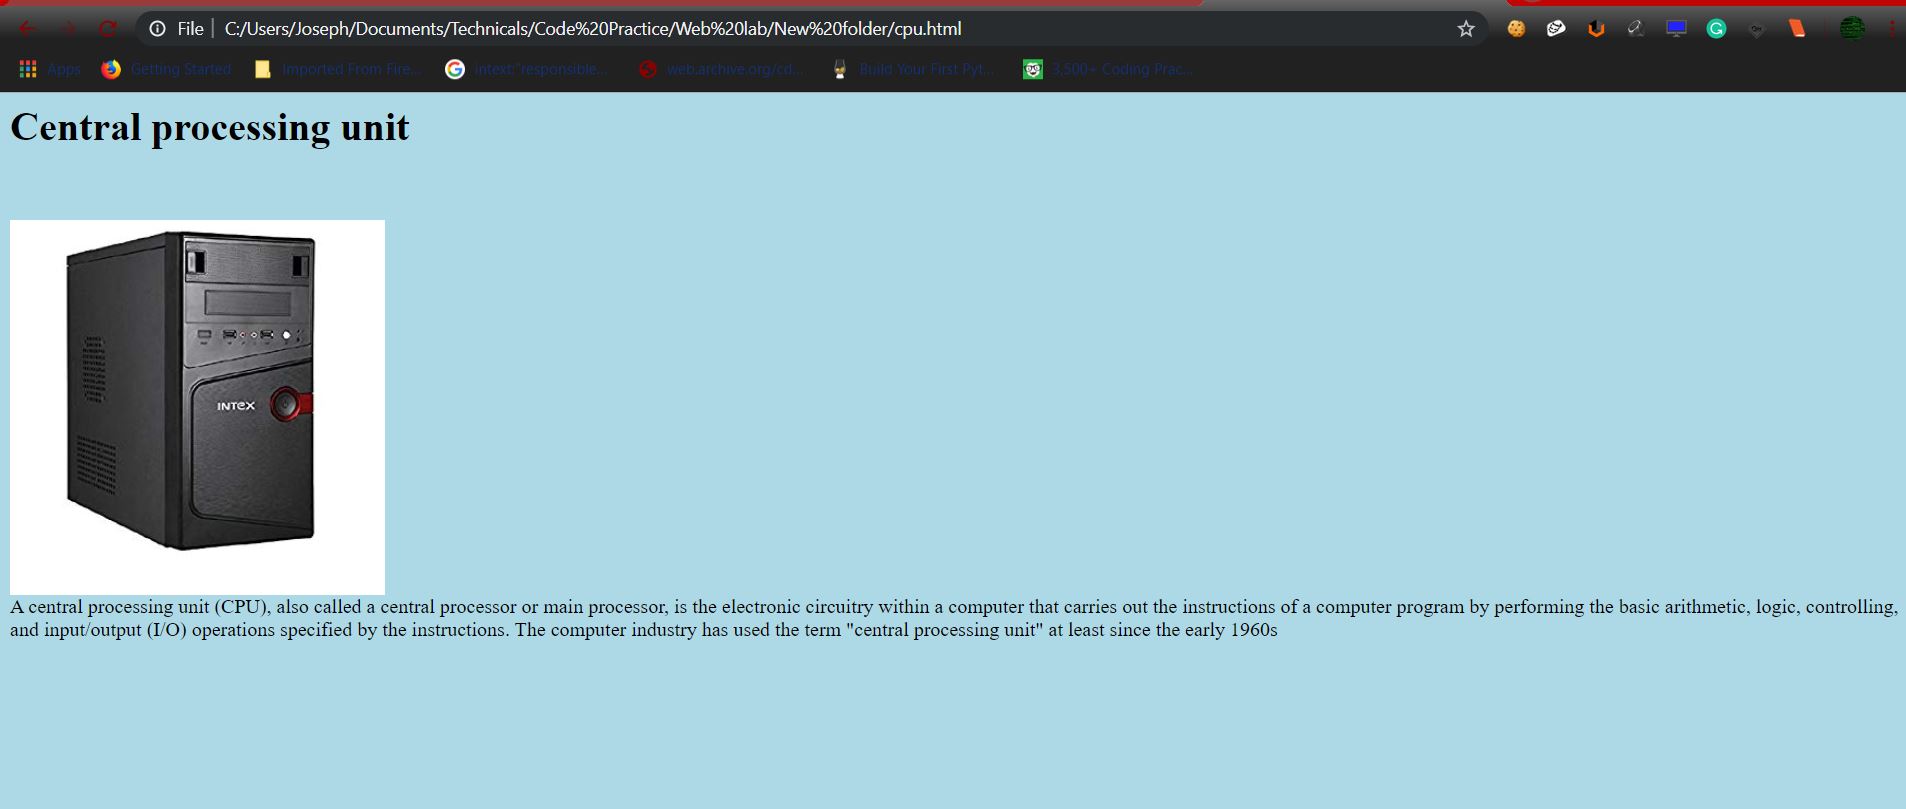 File | C:/Users/Joseph/Documents/Technicals/Code%20Practice/Web%20lab/New%20folder/cpu.html
Apps Getting Started Imported From Fire... intext:"responsible... web.archive.org/cd... Build Your First Pyt... 3,500+ Coding Prac...
Central processing unit
INTEX
A central processing unit (CPU), also called a central processor or main processor, is the electronic circuitry within a computer that carries out the instructions of a computer program by performing the basic arithmetic, logic, controlling,
and input/output (I/O) operations specified by the instructions. The computer industry has used the term "central processing unit" at least since the early 1960s